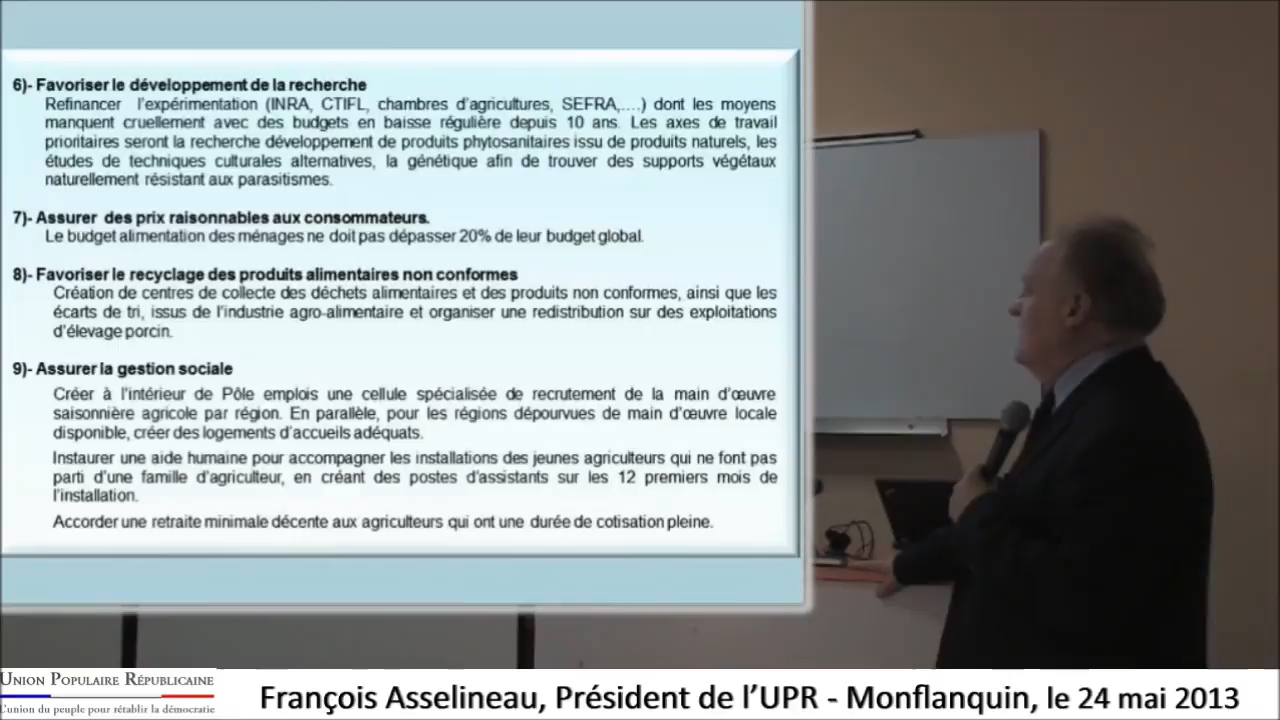 6)- Favoriser le développement de la recherche
Refinancer l'expérimentation (INRA, CTIFL, chambres d'agricultures, SEFRA,....) dont les moyens
manquent cruellement avec des budgets en baisse régulière depuis 10 ans. Les axes de travail
prioritaires seront la recherche développement de produits phytosanitaires issu de produits naturels, les
études de techniques culturales alternatives, la génétique afin de trouver des supports végétaux
naturellement résistant aux parasitismes.
7)- Assurer des prix raisonnables aux consommateurs.
Le budget alimentation des ménages ne doit pas dépasser 20% de leur budget global.
8)- Favoriser le recyclage des produits alimentaires non conformes
Création de centres de collecte des déchets alimentaires et des produits non conformes, ainsi que les
écarts de tri, issus de l'industrie agro-alimentaire et organiser une redistribution sur des exploitations
d'élevage porcin.
9)- Assurer la gestion sociale
Créer à l'intérieur de Pôle emplois une cellule spécialisée de recrutement de la main d'œuvre
saisonnière agricole par région. En parallèle, pour les régions dépourvues de main d'œuvre locale
disponible, créer des logements d'accueils adéquats.
Instaurer une aide humaine pour accompagner les installations des jeunes agriculteurs qui ne font pas
parti d'une famille d'agriculteur, en créant des postes d'assistants sur les 12 premiers mois de
l'installation.
Accorder une retraite minimale décente aux agriculteurs qui ont une durée de cotisation pleine.
UNION POPULAIRE RÉPUBLICAINE
L'union du peuple pour rétablir la démocratie
François Asselineau, Président de l'UPR - Monflanquin, le 24 mai 2013